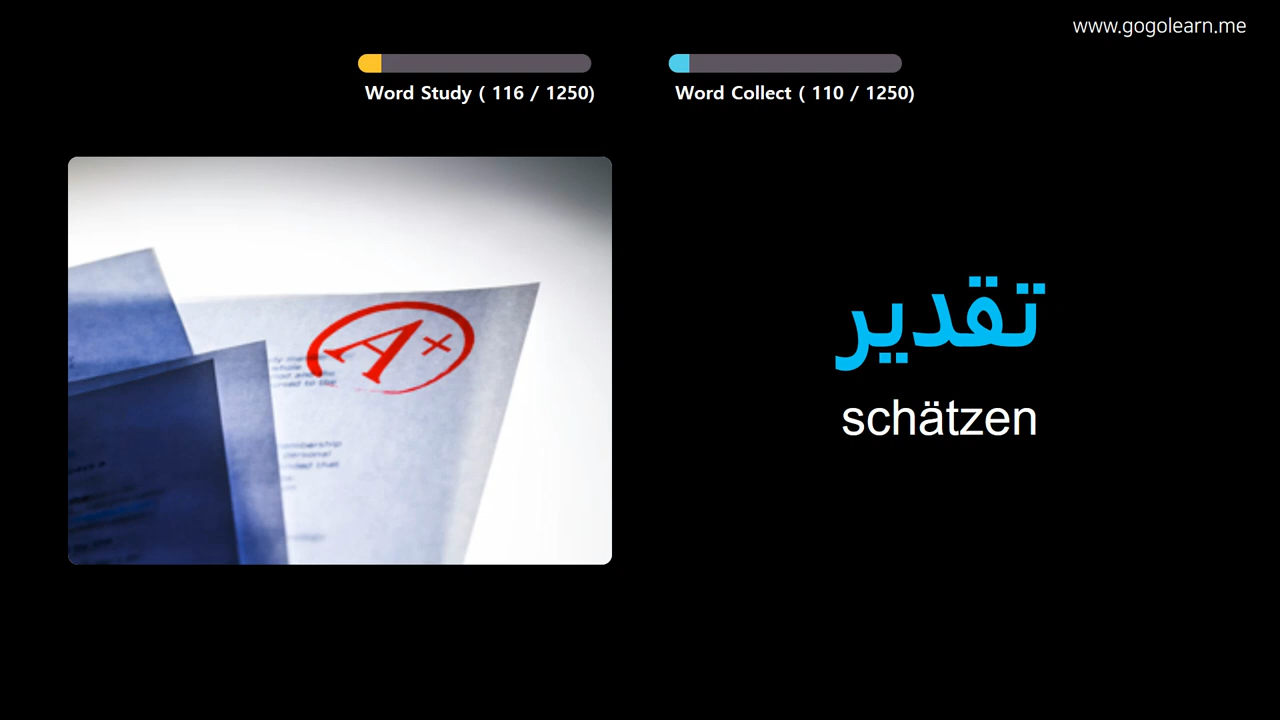 www.gogolearn.me
Word Study ( 116 / 1250)
Word Collect ( 110 / 1250)
تقدير
schätzen
A+